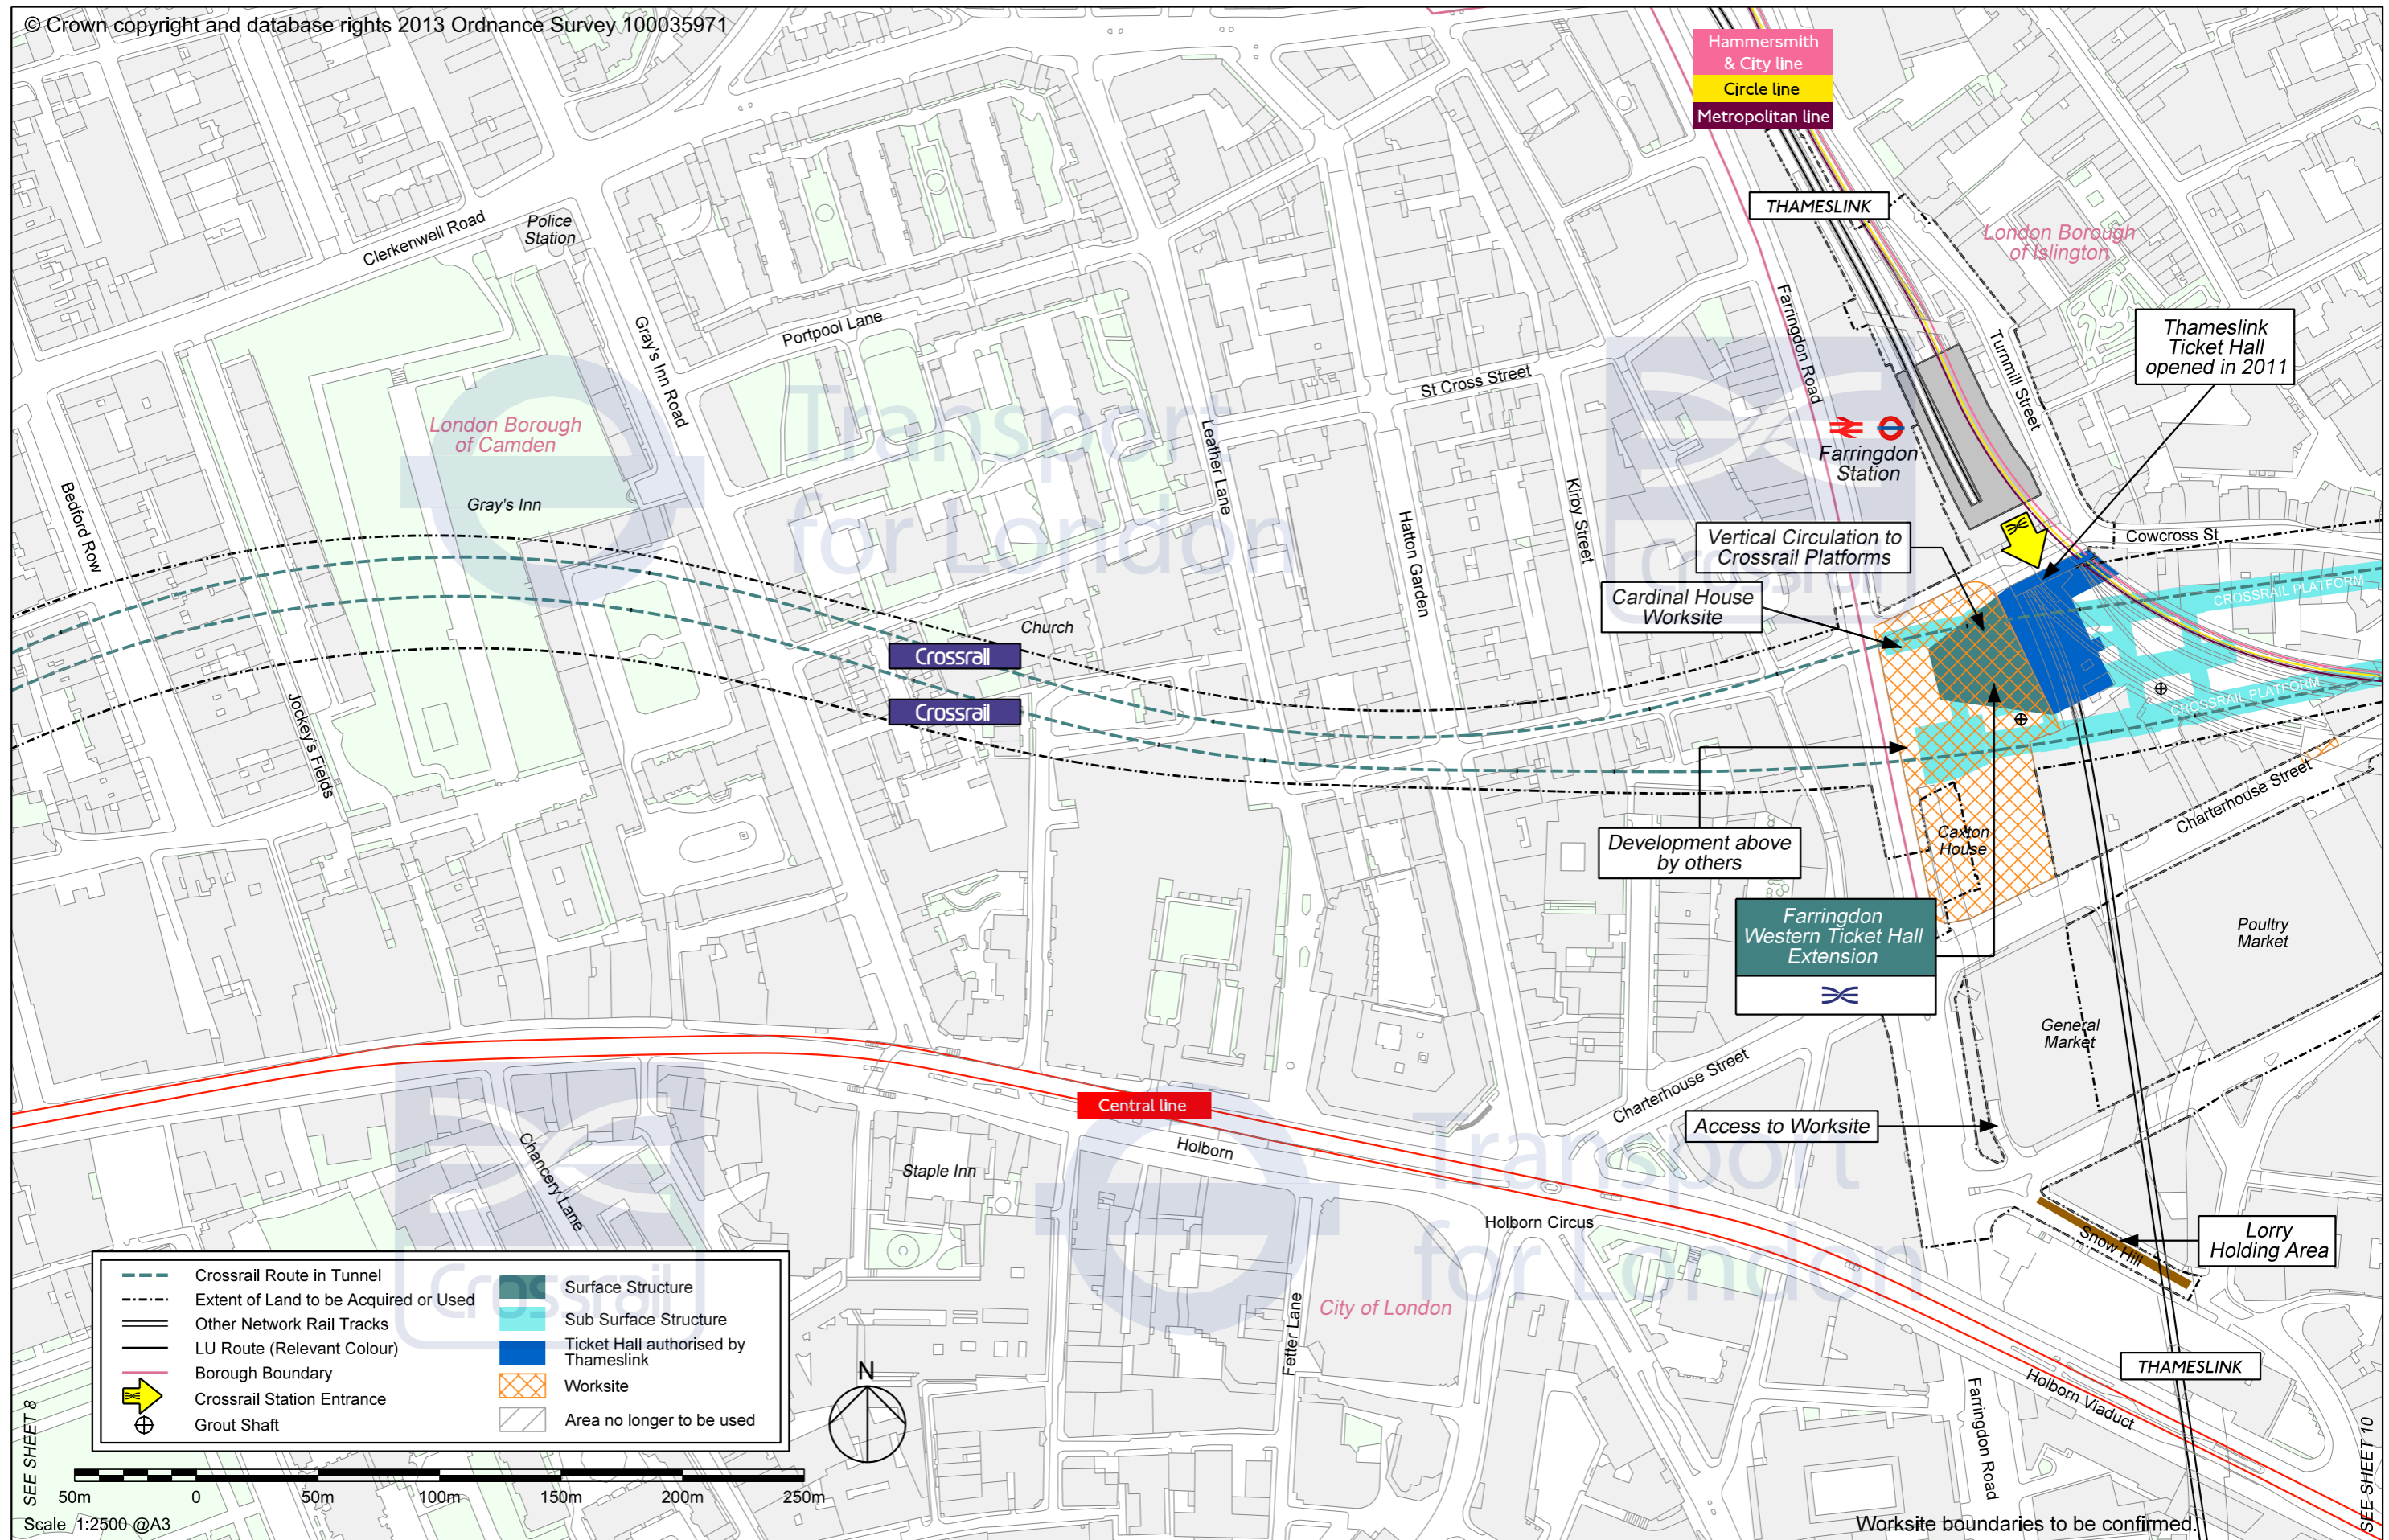 © Crown copyright and database rights 2013 Ordnance Survey 100035971
Hammersmith
& City line
Circle line
Metropolitan line
THAMESLINK
London Borough
of Islington
Police
Station
Clerkenwell Road
Gray's Inn Road
Portpool Lane
Farringdon Road
Turnmill Street
Thameslink
Ticket Hall
opened in 2011
St Cross Street
London Borough
of Camden
Transport
for London
Crossrail
Leather Lane
Farringdon
Station
Bedford Row
Gray's Inn
Hatton Garden
Kirby Street
Vertical Circulation to
Crossrail Platforms
Cowcross St
Cardinal House
Worksite
CROSSRAIL PLATFORM
Church
Crossrail
Crossrail
CROSSRAIL PLATFORM
Jockey's Fields
Charterhouse Street
Development above
by others
Caxton
House
Farringdon
Western Ticket Hall
Extension
Poultry
Market
General
Market
Central line
Charterhouse Street
Access to Worksite
Chancery Lane
Holborn
Staple Inn
Transport
for London
Holborn Circus
Snow Hill
Lorry
Holding Area
Crossrail
City of London
Fetter Lane
THAMESLINK
Holborn Viaduct
Farringdon Road
Crossrail Route in Tunnel
Extent of Land to be Acquired or Used
Other Network Rail Tracks
LU Route (Relevant Colour)
Borough Boundary
Crossrail Station Entrance
Grout Shaft
Surface Structure
Sub Surface Structure
Ticket Hall authorised by
Thameslink
Worksite
Area no longer to be used
N
SEE SHEET 8
SEE SHEET 10
50m 0 50m 100m 150m 200m 250m
Scale 1:2500 @A3
Worksite boundaries to be confirmed.